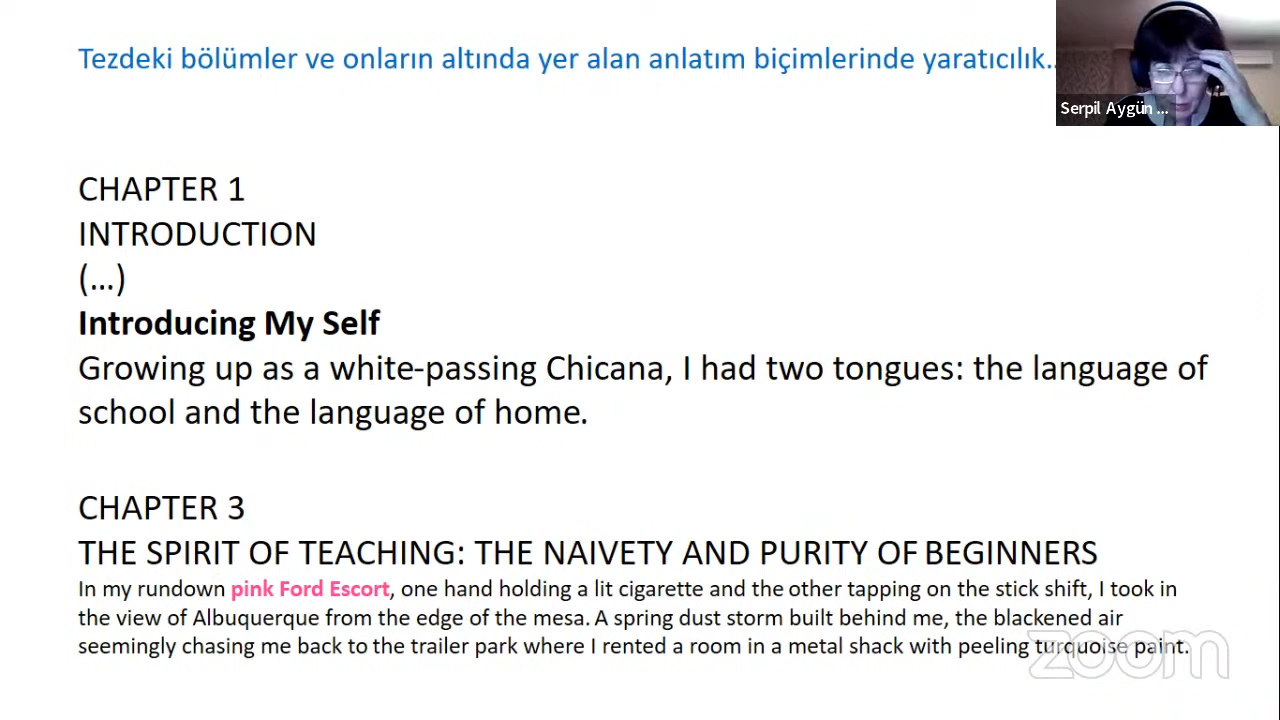 Tezdeki bölümler ve onların altında yer alan anlatım biçimlerinde yaratıcılık..
Serpil Aygün ...
CHAPTER 1
INTRODUCTION
(...)
Introducing My Self
Growing up as a white-passing Chicana, I had two tongues: the language of
school and the language of home.
CHAPTER 3
THE SPIRIT OF TEACHING: THE NAIVETY AND PURITY OF BEGINNERS
In my rundown pink Ford Escort, one hand holding a lit cigarette and the other tapping on the stick shift, I took in
the view of Albuquerque from the edge of the mesa. A spring dust storm built behind me, the blackened air
seemingly chasing me back to the trailer park where I rented a room in a metal shack with peeling turquoise paint.
zoom